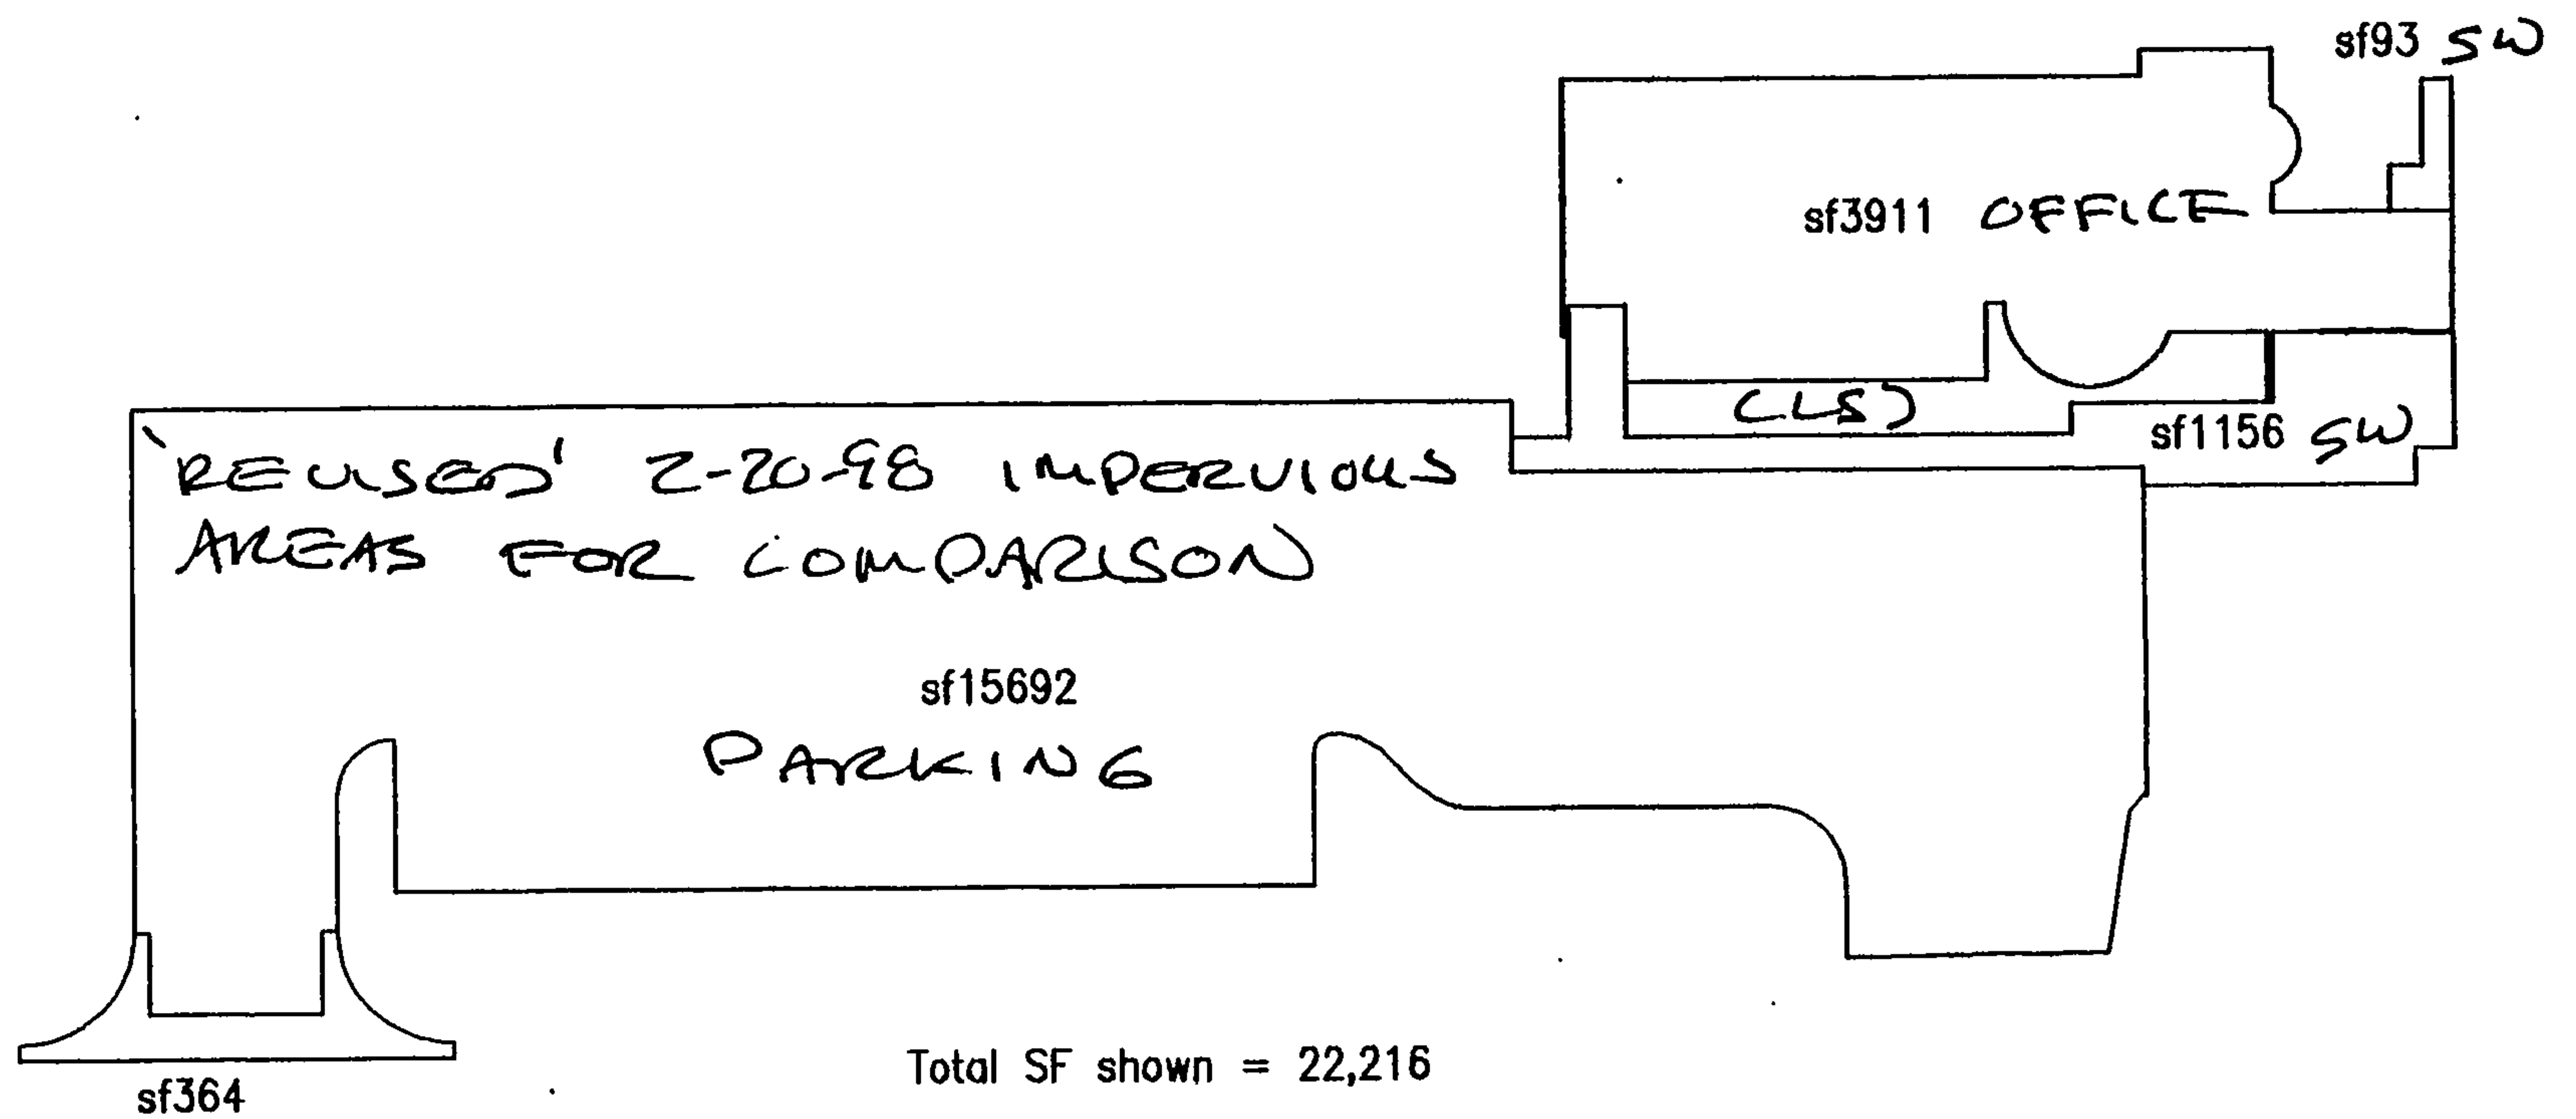 sf93 SW
sf3911 OFFICE
(LS)
sf1156 SW
'REVISED' 2-20-98 IMPERVIOUS
AREAS FOR COMPARISON
sf15692
PARKING
Total SF shown = 22,216
sf364